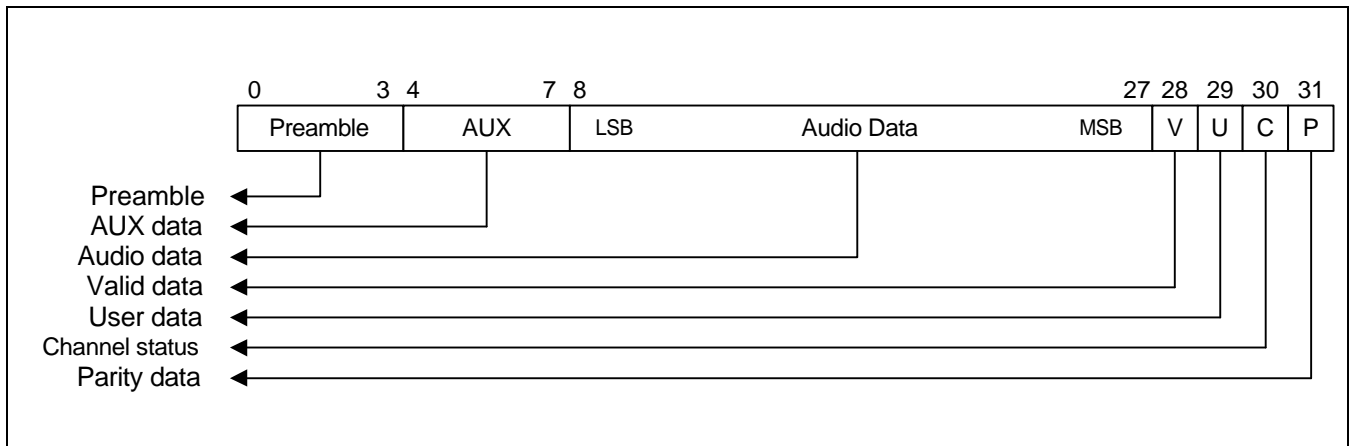 0 3 4 7 8 27 28 29 30 31
Preamble AUX LSB Audio Data MSB V U C P
Preamble
AUX data
Audio data
Valid data
User data
Channel status
Parity data